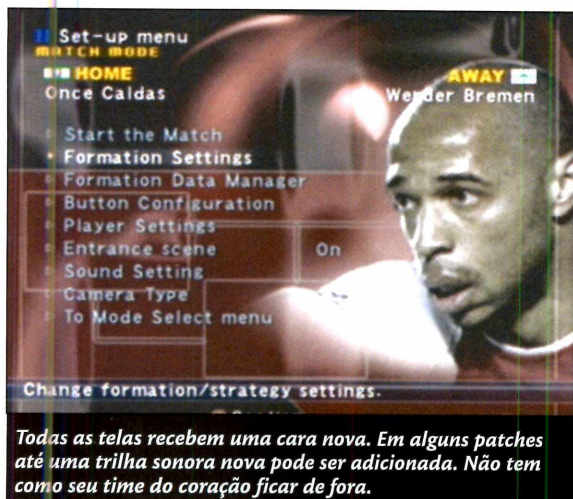 Set-up menu
MATCH MODE
HOME
AWAY
Once Caldas
Werder Bremen
Start the Match
Formation Settings
Formation Data Manager
Button Configuration
Player Settings
Entrance scene On
Sound Setting
Camera Type
To Mode Select menu
Change formation/strategy settings.
Todas as telas recebem uma cara nova. Em alguns patches
até uma trilha sonora nova pode ser adicionada. Não tem
como seu time do coração ficar de fora.